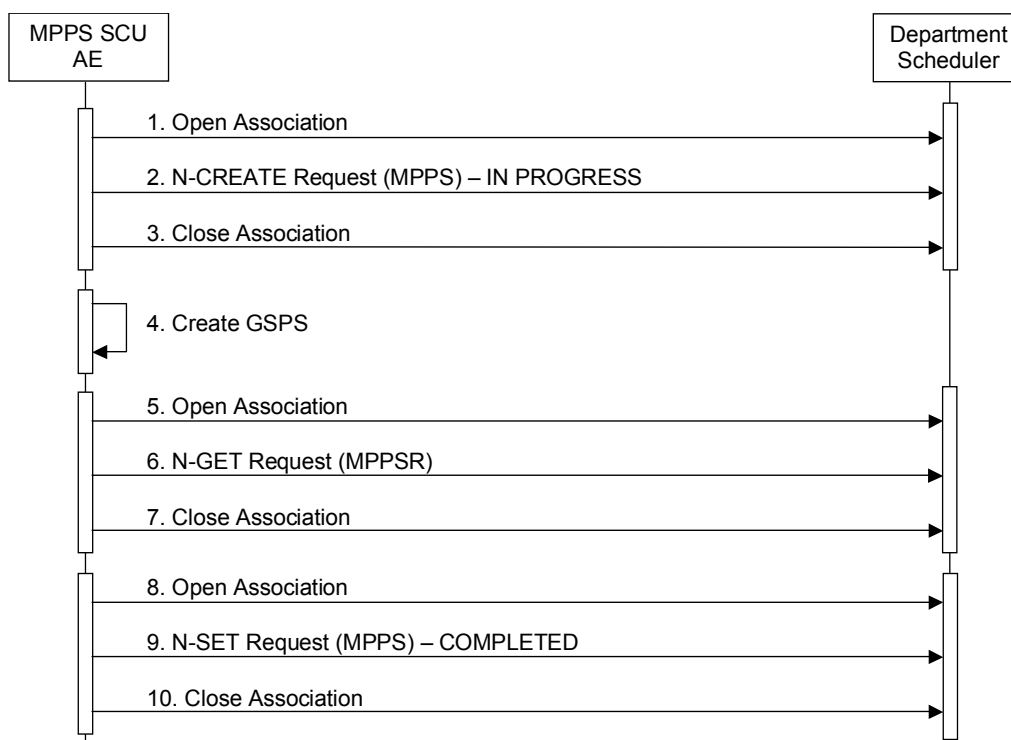 MPPS SCU
AE
Department
Scheduler
1. Open Association
2. N-CREATE Request (MPPS) – IN PROGRESS
3. Close Association
4. Create GSPS
5. Open Association
6. N-GET Request (MPPSR)
7. Close Association
8. Open Association
9. N-SET Request (MPPS) – COMPLETED
10. Close Association